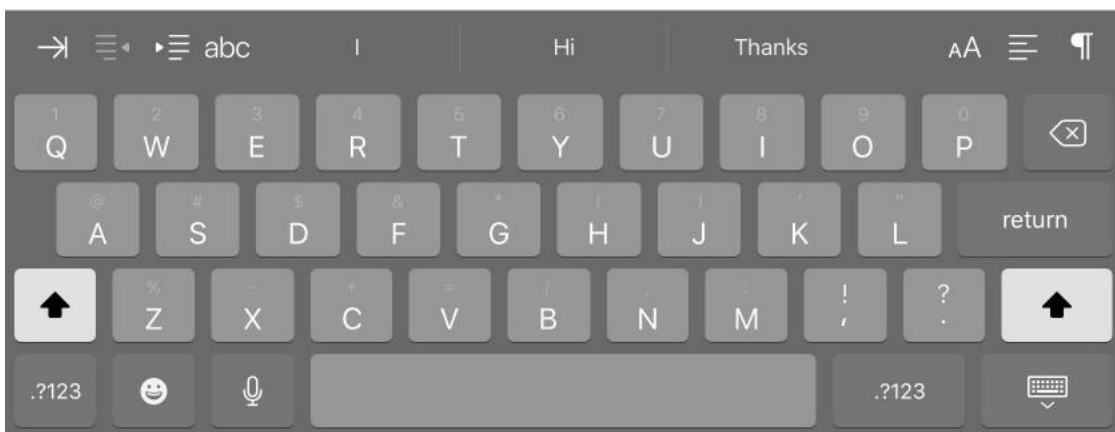 abc I Hi Thanks AA ¶
1 2 3 4 5 6 7 8 9 0
Q W E R T Y U I O P
@ # $ & * ( ) ' "
A S D F G H J K L return
% - + = / ; : ! ?
Z X C V B N M , .
.?123 .?123